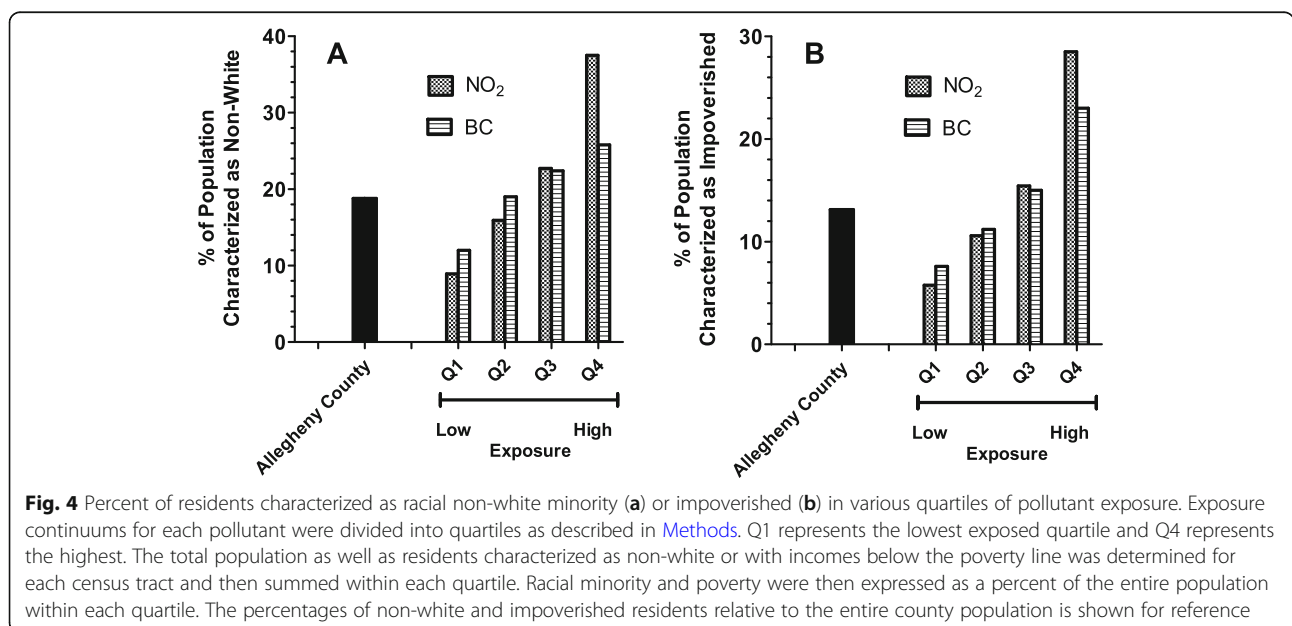 A
% of Population
Characterized as Non-White
40
30
20
10
0
NO₂
BC
Allegheny County
Q1
Q2
Q3
Q4
Low
High
Exposure
B
% of Population
Characterized as Impoverished
30
20
10
0
NO₂
BC
Allegheny County
Q1
Q2
Q3
Q4
Low
High
Exposure
Fig. 4 Percent of residents characterized as racial non-white minority (a) or impoverished (b) in various quartiles of pollutant exposure. Exposure
continuums for each pollutant were divided into quartiles as described in Methods. Q1 represents the lowest exposed quartile and Q4 represents
the highest. The total population as well as residents characterized as non-white or with incomes below the poverty line was determined for
each census tract and then summed within each quartile. Racial minority and poverty were then expressed as a percent of the entire population
within each quartile. The percentages of non-white and impoverished residents relative to the entire county population is shown for reference